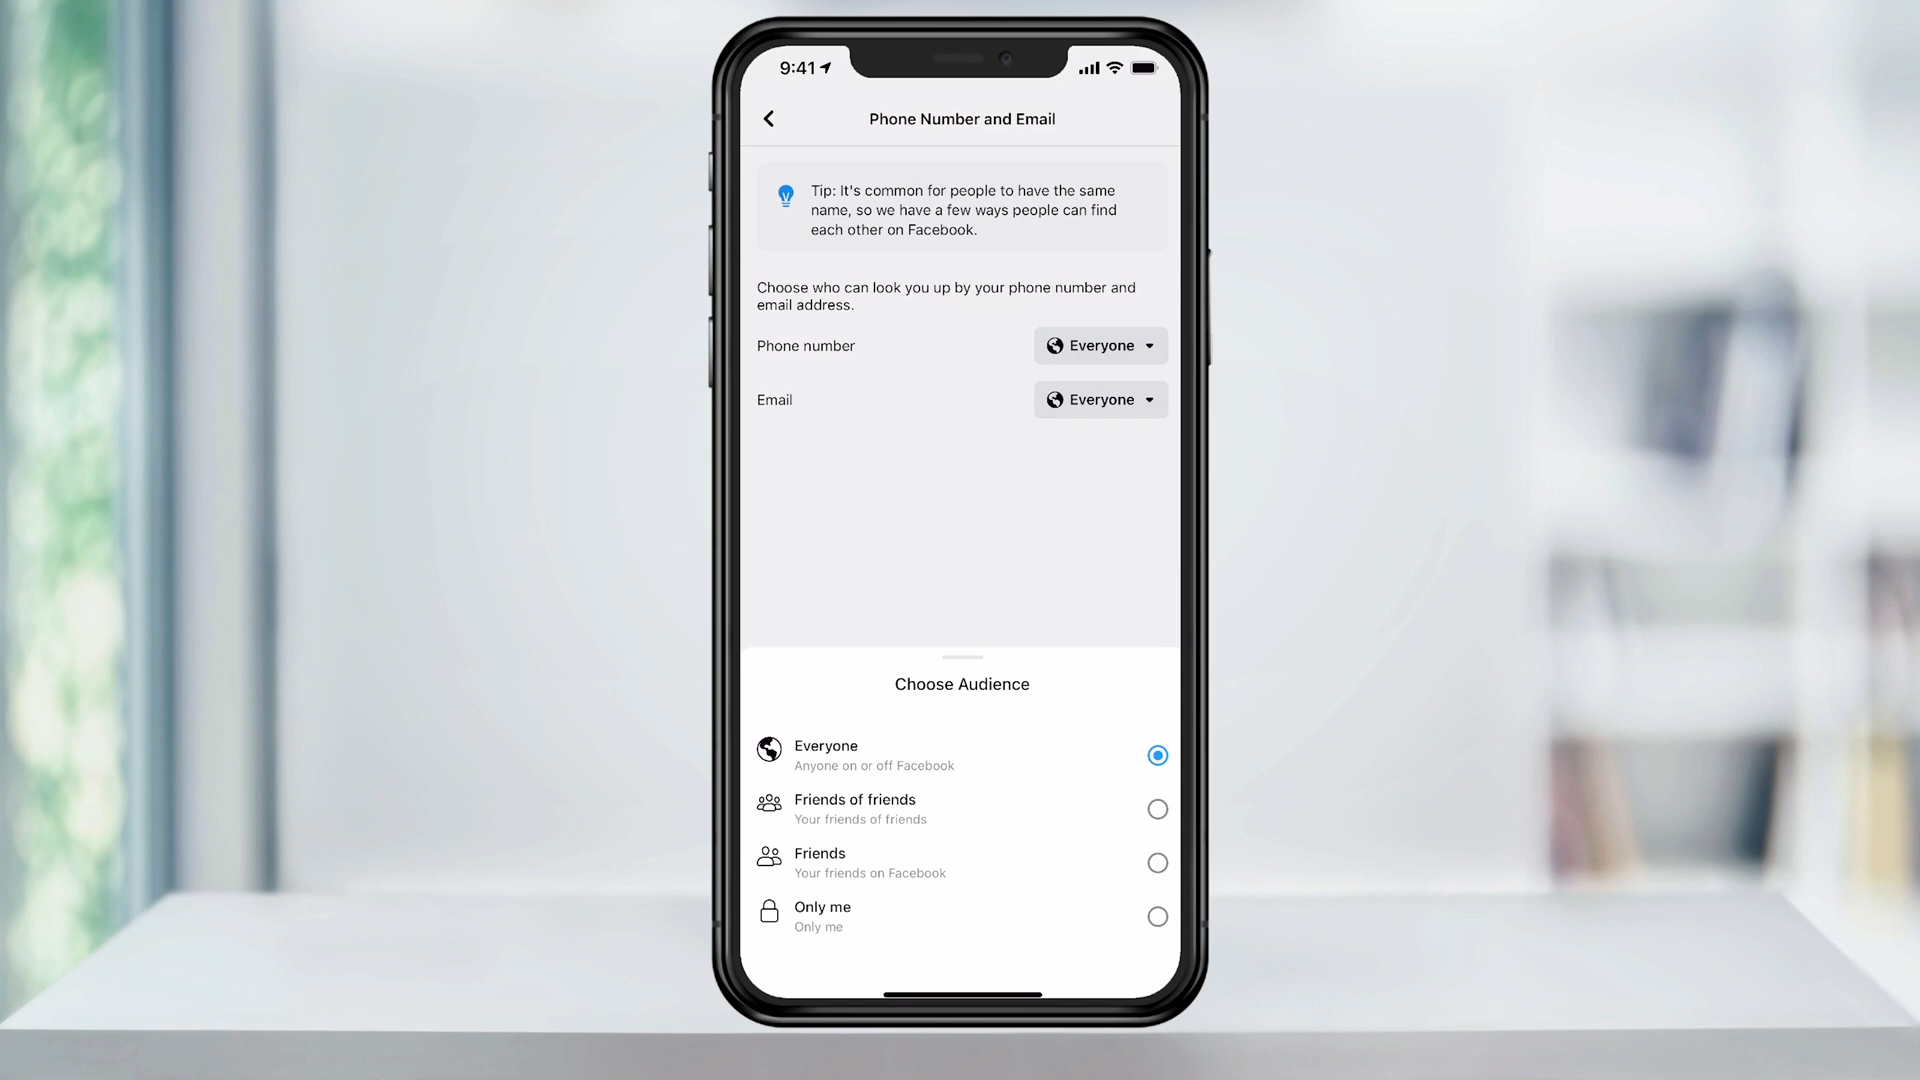 9:41
Phone Number and Email
Tip: It's common for people to have the same
name, so we have a few ways people can find
each other on Facebook.
Choose who can look you up by your phone number and
email address.
Phone number
Everyone
Email
Everyone
Choose Audience
Everyone
Anyone on or off Facebook
Friends of friends
Your friends of friends
Friends
Your friends on Facebook
Only me
Only me